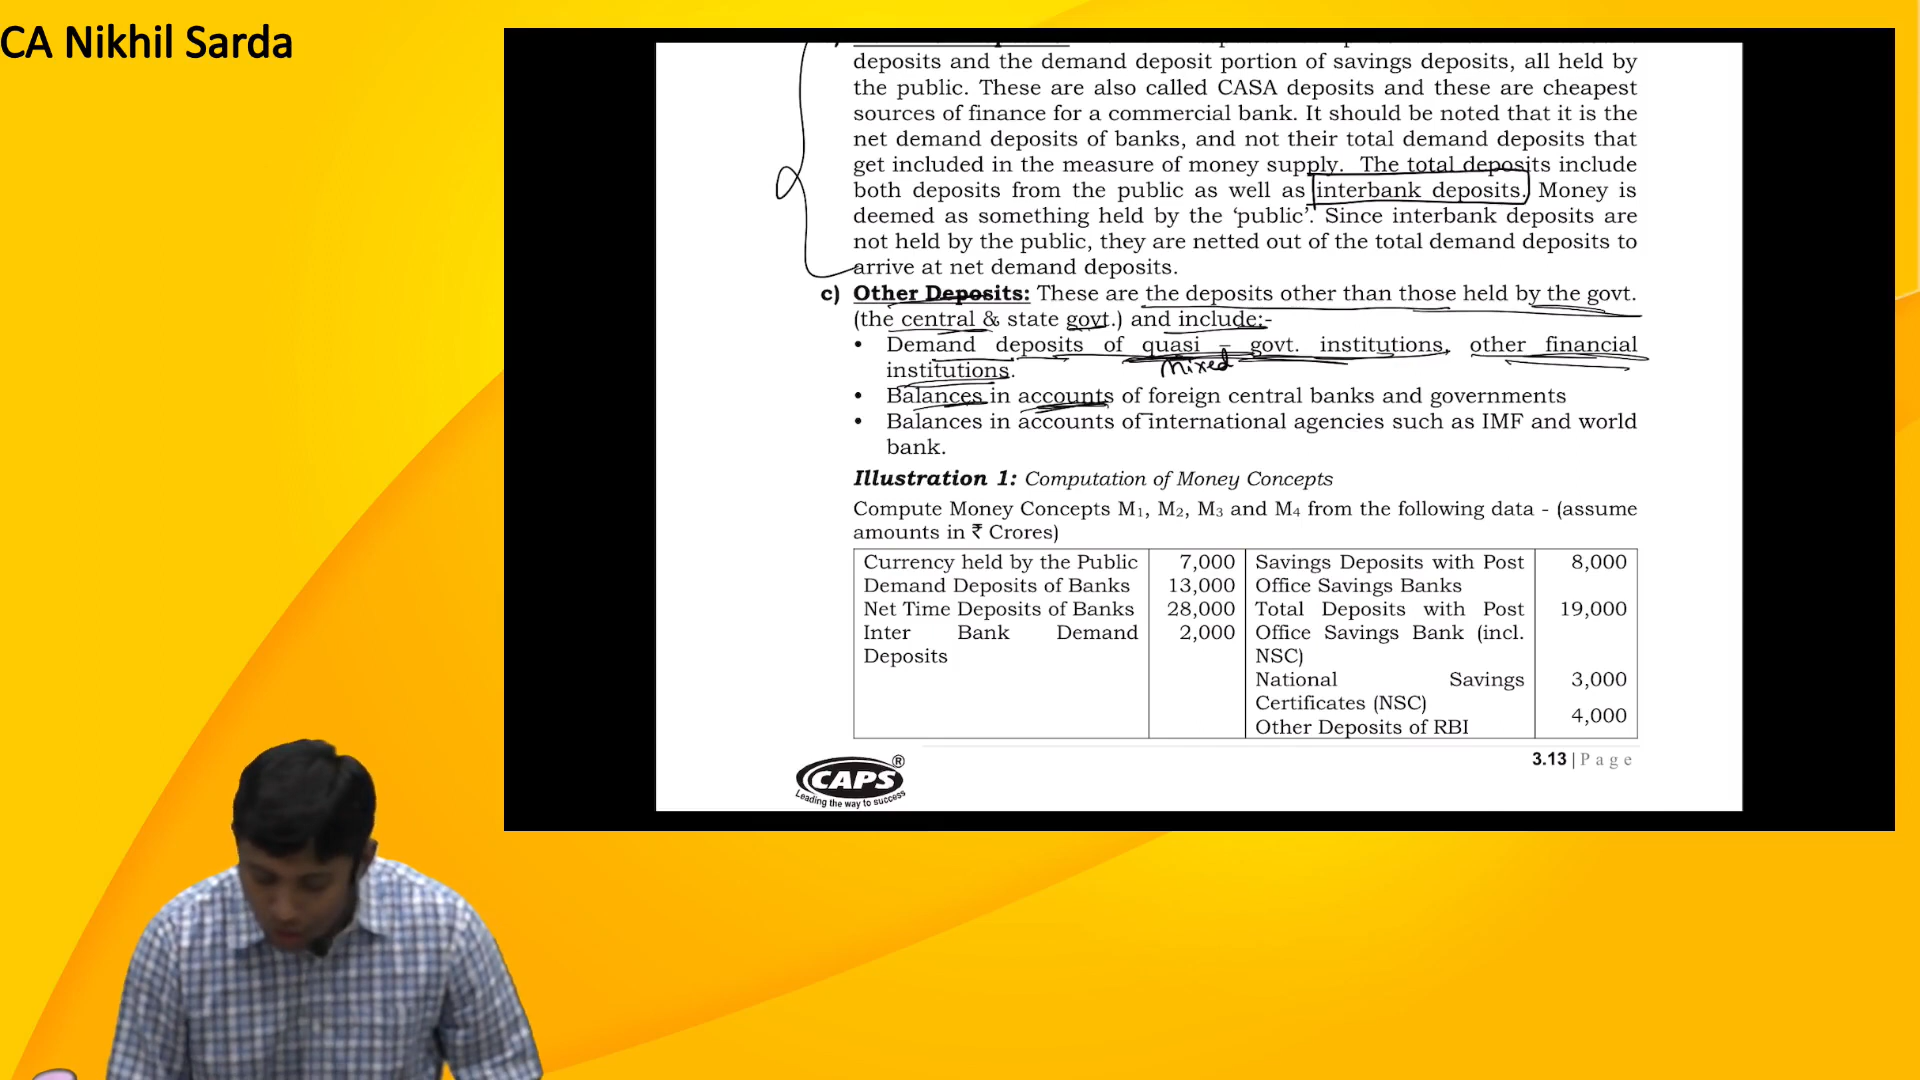 CA Nikhil Sarda
deposits and the demand deposit portion of savings deposits, all held by
the public. These are also called CASA deposits and these are cheapest
sources of finance for a commercial bank. It should be noted that it is the
net demand deposits of banks, and not their total demand deposits that
get included in the measure of money supply. The total deposits include
both deposits from the public as well as interbank deposits. Money is
deemed as something held by the ‘public’. Since interbank deposits are
not held by the public, they are netted out of the total demand deposits to
arrive at net demand deposits.
c) Other Deposits: These are the deposits other than those held by the govt.
(the central & state govt.) and include:-
• Demand deposits of quasi – govt. institutions, other financial
mixed
institutions.
• Balances in accounts of foreign central banks and governments
• Balances in accounts of international agencies such as IMF and world
bank.
Illustration 1: Computation of Money Concepts
Compute Money Concepts M1, M2, M3 and M4 from the following data - (assume
amounts in ₹ Crores)
Currency held by the Public 7,000 Savings Deposits with Post 8,000
Demand Deposits of Banks 13,000 Office Savings Banks
Net Time Deposits of Banks 28,000 Total Deposits with Post 19,000
Inter Bank Demand 2,000 Office Savings Bank (incl.
Deposits NSC)
National Savings 3,000
Certificates (NSC)
Other Deposits of RBI 4,000
3.13 | Page
CAPS ®
Leading the way to success